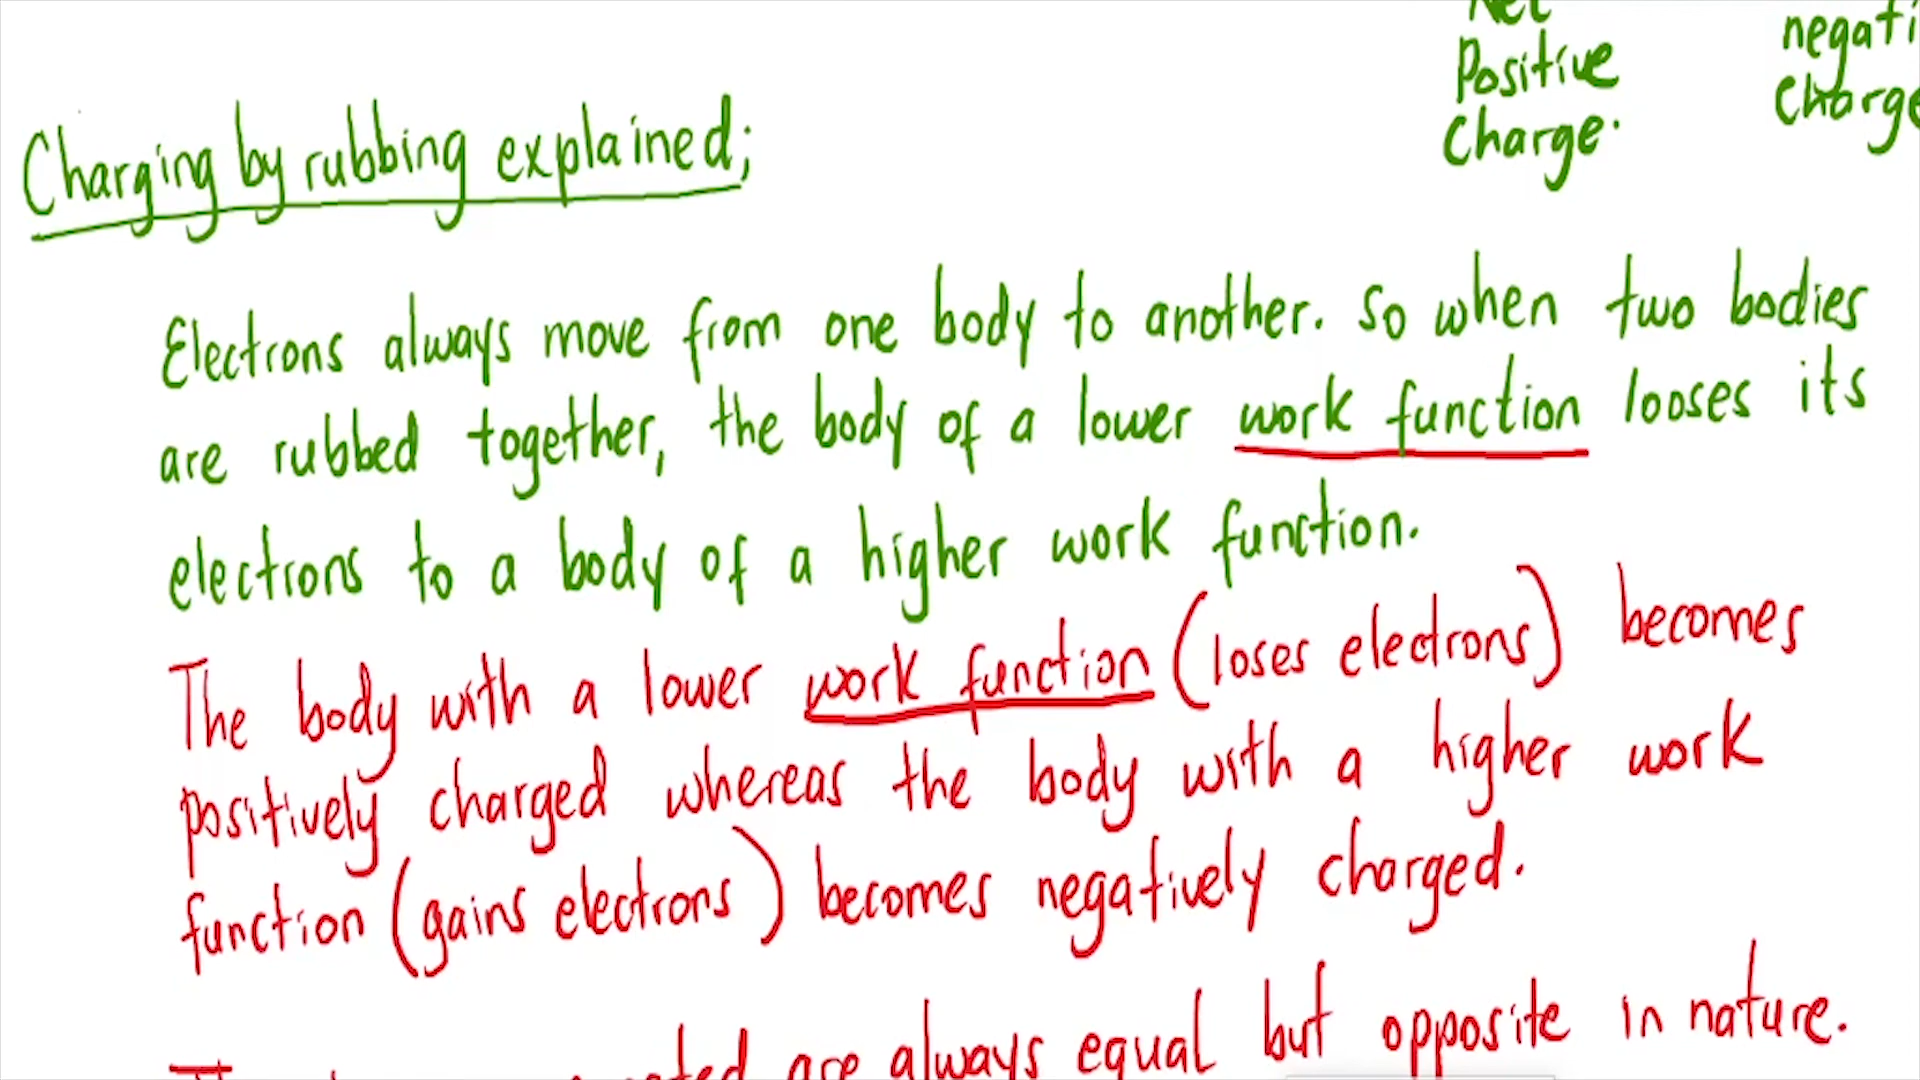 Positive
Charge.
Charging by rubbing explained;
Electrons always move from one body to another. So when two bodies
are rubbed together, the body of a lower work function looses its
electrons to a body of a higher work function.
The body with a lower work function (loses electrons) becomes
positively charged whereas the body with a higher work
function (gains electrons) becomes negatively charged.
are always equal but opposite in nature.